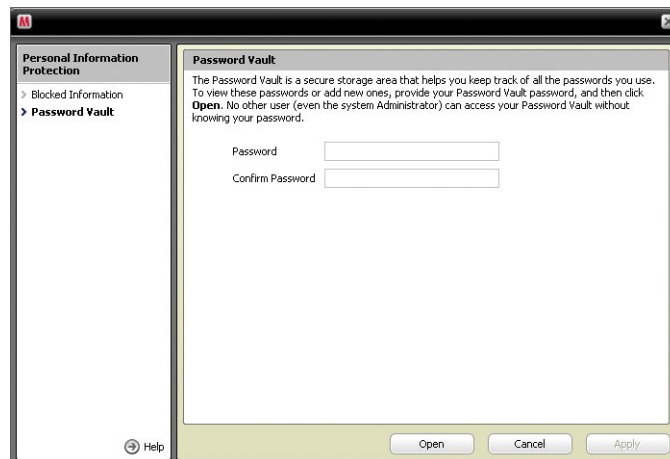 M
Personal Information
Protection
> Blocked Information
> Password Vault
Help
Password Vault
The Password Vault is a secure storage area that helps you keep track of all the passwords you use.
To view these passwords or add new ones, provide your Password Vault password, and then click
Open. No other user (even the system Administrator) can access your Password Vault without
knowing your password.
Password
Confirm Password
Open
Cancel
Apply